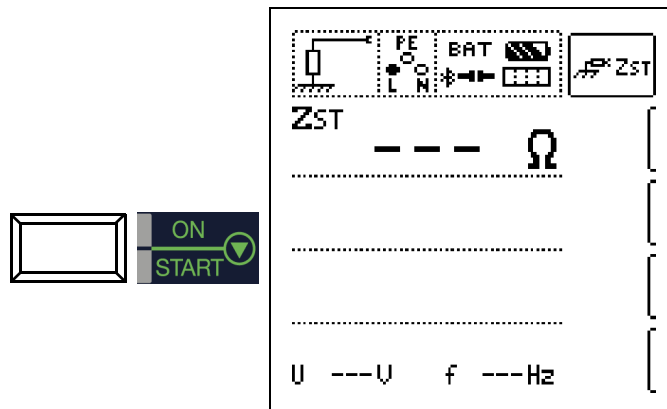 ON
START
PE
L N
BAT
ZST
ZST
--- Ω
U ---V f ---Hz